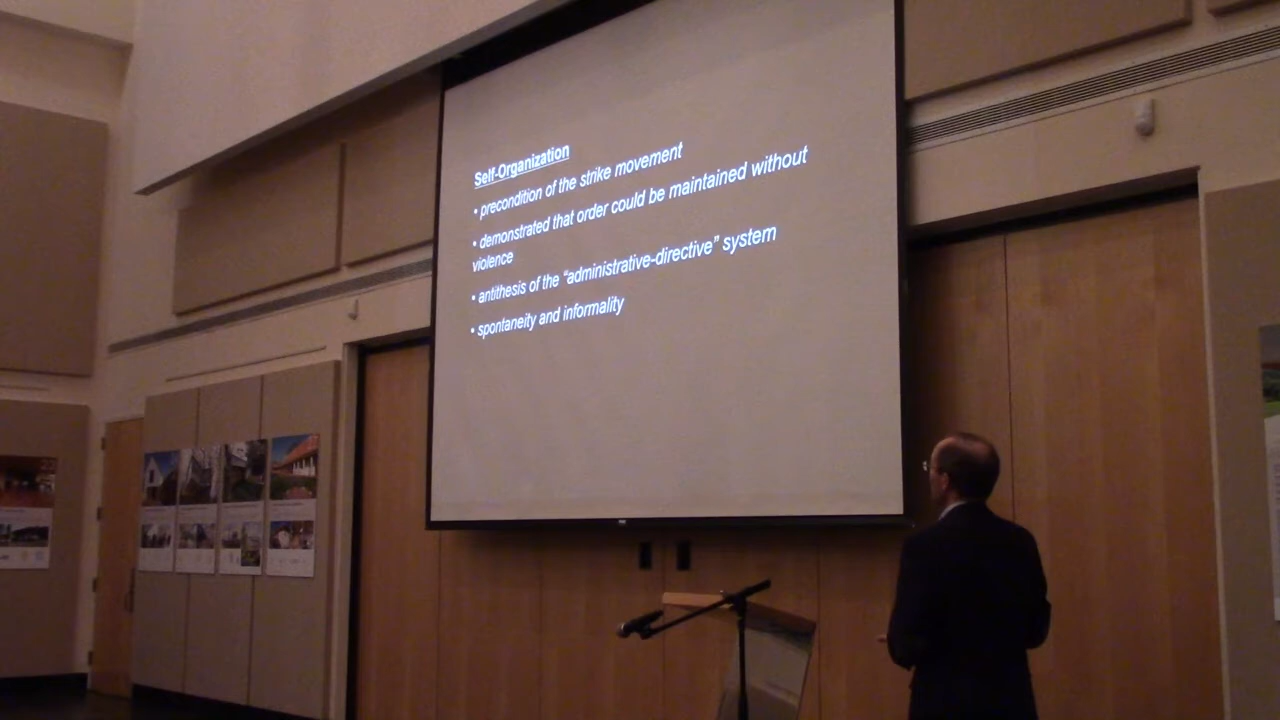 Self-Organization
• precondition of the strike movement
• demonstrated that order could be maintained without
violence
• antithesis of the “administrative-directive” system
• spontaneity and informality